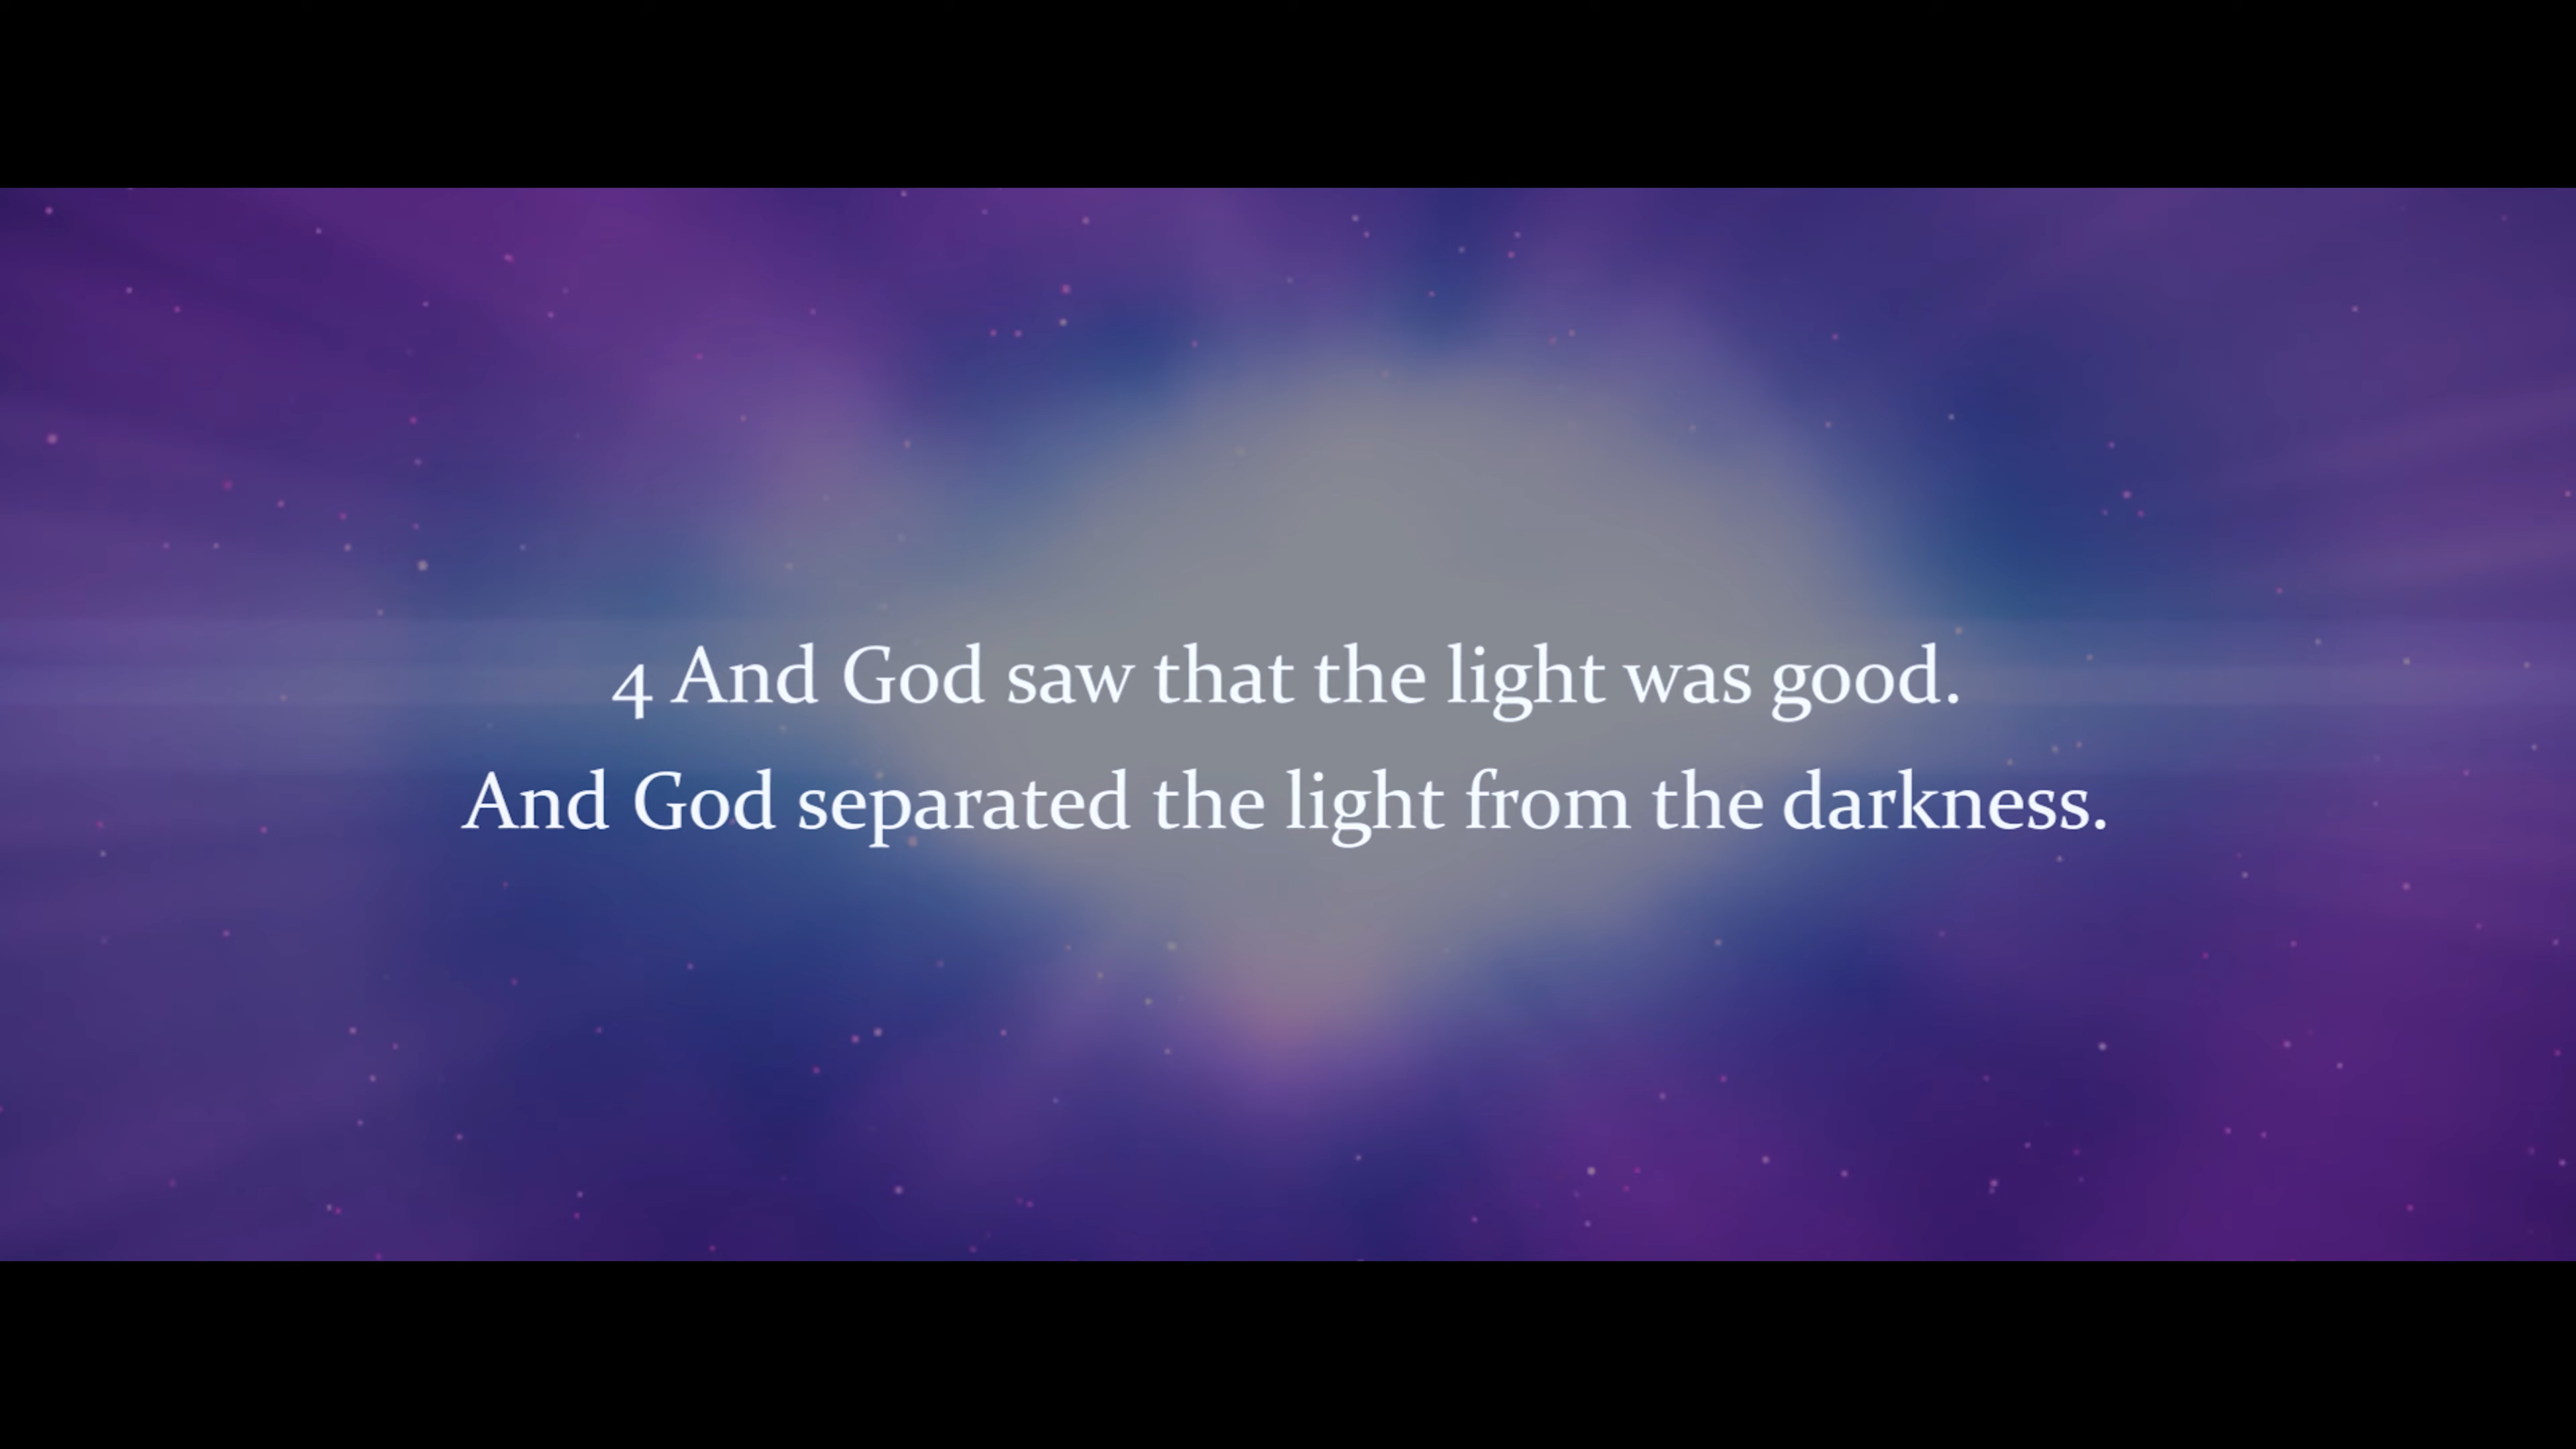 4 And God saw that the light was good.
And God separated the light from the darkness.